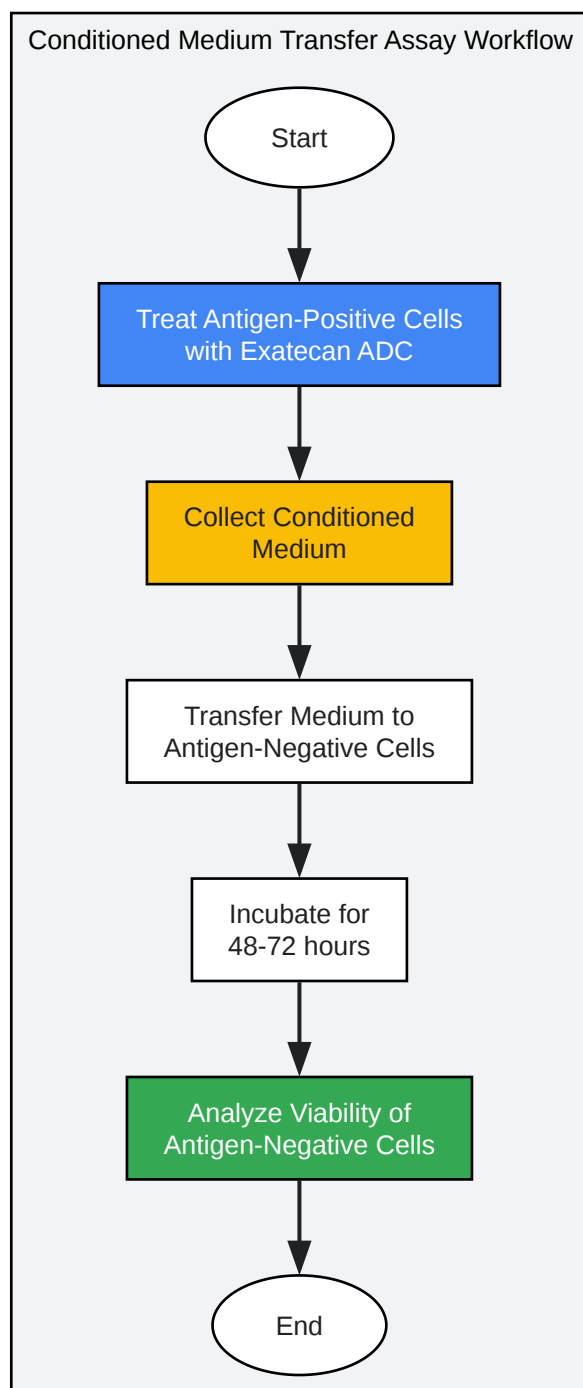 Conditioned Medium Transfer Assay Workflow
Start
Treat Antigen-Positive Cells
with Exatecan ADC
Collect Conditioned
Medium
Transfer Medium to
Antigen-Negative Cells
Incubate for
48-72 hours
Analyze Viability of
Antigen-Negative Cells
End